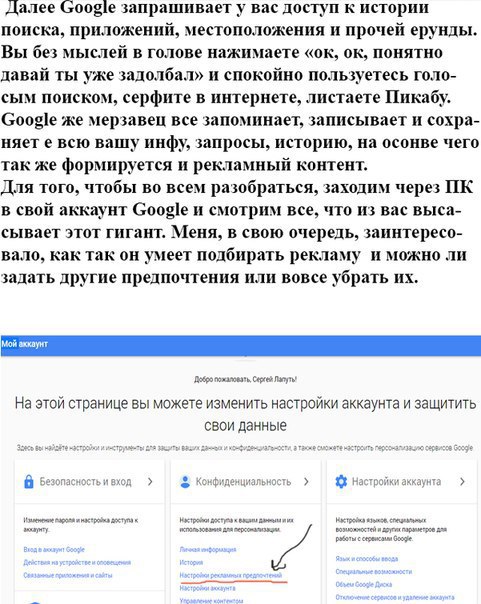 Далее Google запрашивает у вас доступ к истории
поиска, приложений, местоположения и прочей ерунды.
Вы без мыслей в голове нажимаете «ок, ок, понятно
давай ты уже задолбал» и спокойно пользуетесь голо-
сым поиском, серфите в интернете, листаете Пикабу.
Google же мерзавец все запоминает, записывает и сохра-
няет е всю вашу инфу, запросы, историю, на осонве чего
так же формируется и рекламный контент.
Для того, чтобы во всем разобраться, заходим через ПК
в свой аккаунт Google и смотрим все, что из вас выса-
сывает этот гигант. Меня, в свою очередь, заинтересо-
вало, как так он умеет подбирать рекламу и можно ли
задать другие предпочтения или вовсе убрать их.
Мой аккаунт
Добро пожаловать, Сергей Лапуть!
На этой странице вы можете изменить настройки аккаунта и защитить
свои данные
Здесь вы найдёте настройки и инструменты для защиты ваших данных и конфиденциальности, а также сможете настроить персонализацию сервисов Google
Безопасность и вход
Изменение пароля и настройка доступа к
аккаунту.
Вход в аккаунт Google
Действия на устройстве и оповещения
Связанные приложения и сайты
Конфиденциальность
Настройки доступа к вашим данным и их
использования для персонализации.
Личная информация
История
Настройки рекламных предпочтений
Настройки аккаунта
Управление контентом
Настройки аккаунта
Настройка языков, специальных
возможностей и других параметров для
работы с сервисами Google.
Язык и способы ввода
Специальные возможности
Объем Google Диска
Отключение сервисов и удаление аккаунта